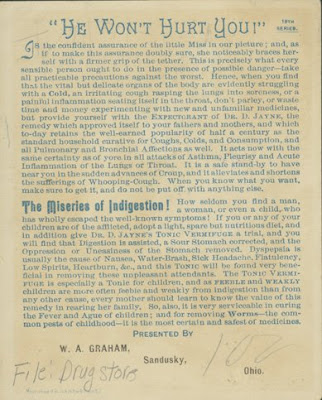 "HE WON'T HURT YOU!"
19TH
SERIES.
IS the confident assurance of the little Miss in our picture; and, as
if to make this assurance doubly sure, she noticeably braces her-
self with a firmer grip of the tether. This is precisely what every
sensible person ought to do in the presence of possible danger—take
all practicable precautions against the worst. Hence, when you find
that the vital but delicate organs of the body are evidently struggling
with a Cold, an irritating cough rasping the lungs into soreness, or a
painful inflammation seating itself in the throat, don't parley, or waste
time and money experimenting with new and unfamiliar medicines,
but provide yourself with the EXPECTORANT OF DR. D. JAYNE, the
remedy which approved itself to your fathers and mothers, and which
to-day retains the well-earned popularity of half a century as the
standard household curative for Coughs, Colds, and Consumption, and
all Pulmonary and Bronchial Affections as well. It acts now with the
same certainty as of yore in all attacks of Asthma, Pleurisy and Acute
Inflammation of the Lungs or Throat. It is a safe stand-by to have
near you in the sudden advances of Croup, and it alleviates and shortens
the sufferings of Whooping-Cough. When you know what you want,
make sure to get it, and do not be put off with anything else.
The Miseries of Indigestion! How seldom you find a man,
a woman, or even a child, who
has wholly escaped the well-known symptoms! If you or any of your
children are of the afflicted, adopt a light, spare but nutritious diet, and
in addition give DR. D. JAYNE'S TONIC VERMIFUGE a trial, and you
will find that Digestion is assisted, a Sour Stomach corrected, and the
Oppression or Uneasiness of the Stomach removed. Dyspepsia is
usually the cause of Nausea, Water-Brash, Sick Headache, Flatulency,
Low Spirits, Heartburn, &c., and this TONIC will be found very bene-
ficial in removing these unpleasant attendants. The TONIC VERMI-
FUGE is especially a Tonic for children, and as FEEBLE and WEAKLY
children are more often feeble and weakly from indigestion than from
any other cause, every mother should learn to know the value of this
remedy in rearing her family. So, also, it is very serviceable in curing
the Fever and Ague of children; and for removing Worms—the com-
mon pests of childhood—it is the most certain and safest of medicines.
PRESENTED BY
W. A. GRAHAM,
Sandusky,
Ohio.
File: Drug store